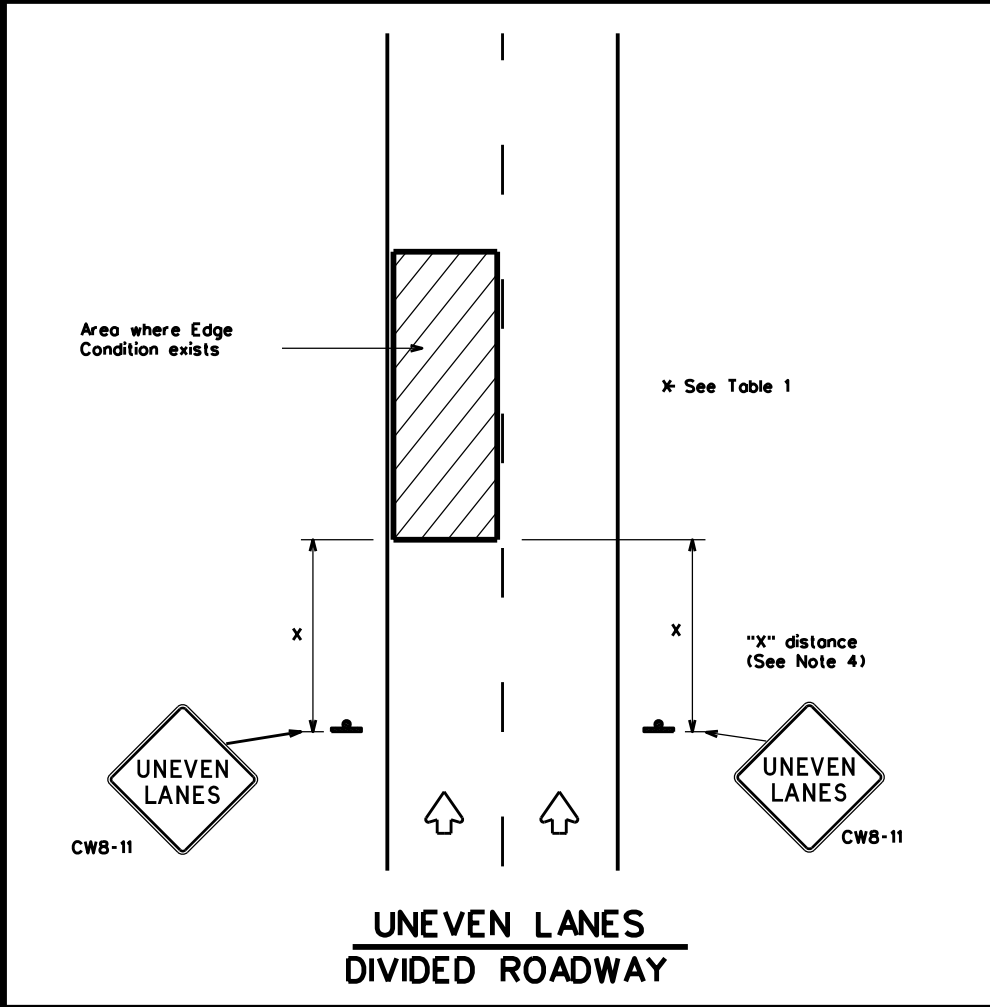 Area where Edge
Condition exists
* See Table 1
X
X
"X" distance
(See Note 4)
UNEVEN
LANES
CW8-11
UNEVEN
LANES
CW8-11
UNEVEN LANES
DIVIDED ROADWAY